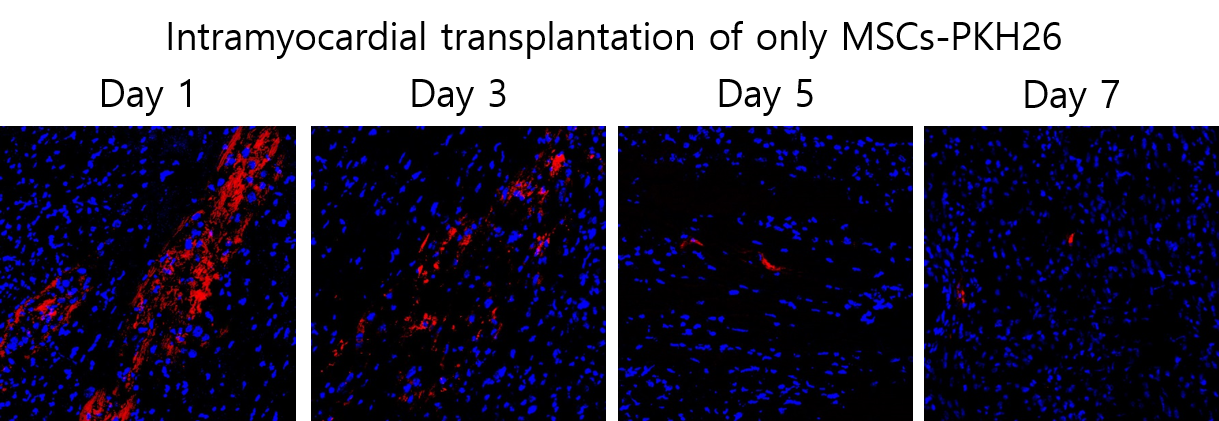 Intramyocardial transplantation of only MSCs-PKH26
Day 1 Day 3 Day 5 Day 7